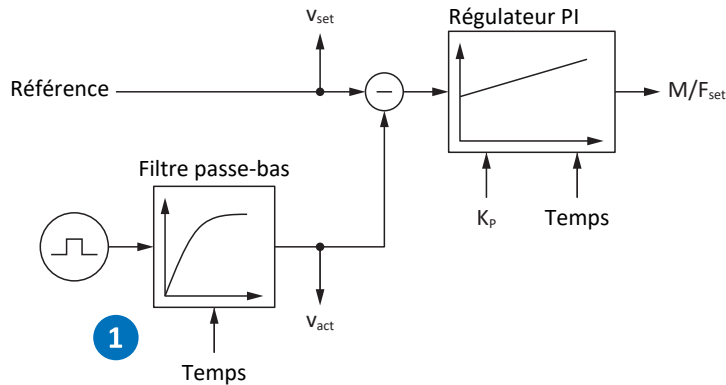 v_set
Régulateur PI
Référence
M/F_set
Filtre passe-bas
K_P
Temps
v_act
1
Temps